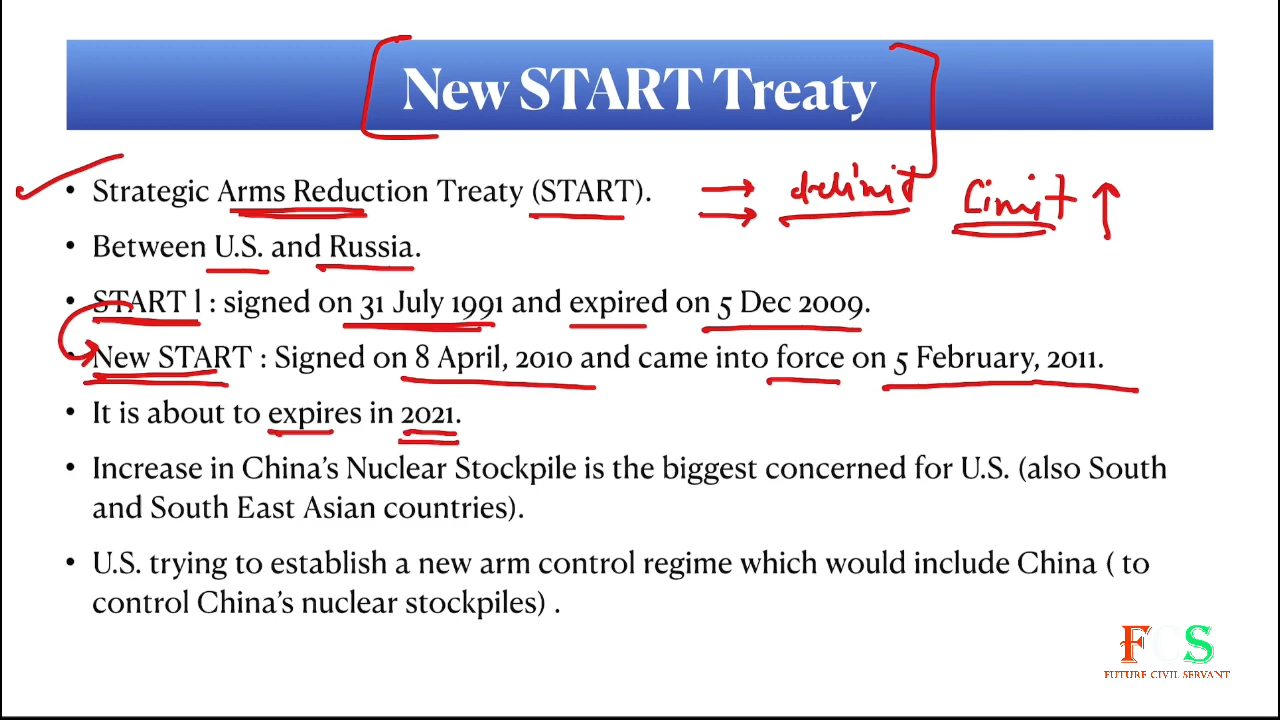 New START Treaty
• Strategic Arms Reduction Treaty (START). → delimit Limit ↑
• Between U.S. and Russia.
• START l : signed on 31 July 1991 and expired on 5 Dec 2009.
• New START : Signed on 8 April, 2010 and came into force on 5 February, 2011.
• It is about to expires in 2021.
• Increase in China's Nuclear Stockpile is the biggest concerned for U.S. (also South
and South East Asian countries).
• U.S. trying to establish a new arm control regime which would include China ( to
control China's nuclear stockpiles) .
FCS
FUTURE CIVIL SERVANT